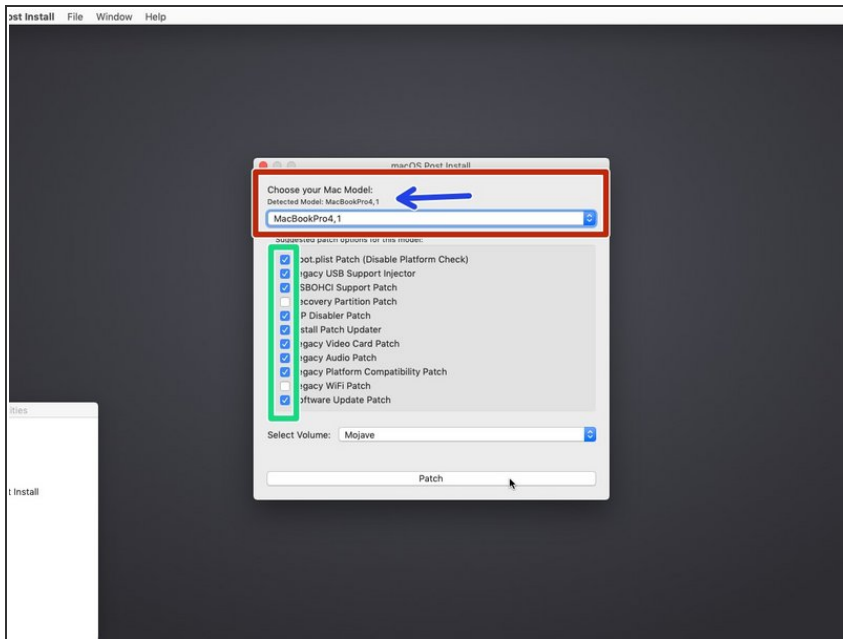 ost Install File Window Help
macOS Post Install
Choose your Mac Model:
Detected Model: MacBookPro4,1
MacBookPro4,1
Suggested patch options for this model:
oot.plist Patch (Disable Platform Check)
egacy USB Support Injector
SBOHCI Support Patch
ecovery Partition Patch
IP Disabler Patch
stall Patch Updater
egacy Video Card Patch
egacy Audio Patch
egacy Platform Compatibility Patch
egacy WiFi Patch
oftware Update Patch
ities
Select Volume: Mojave
Patch
t Install